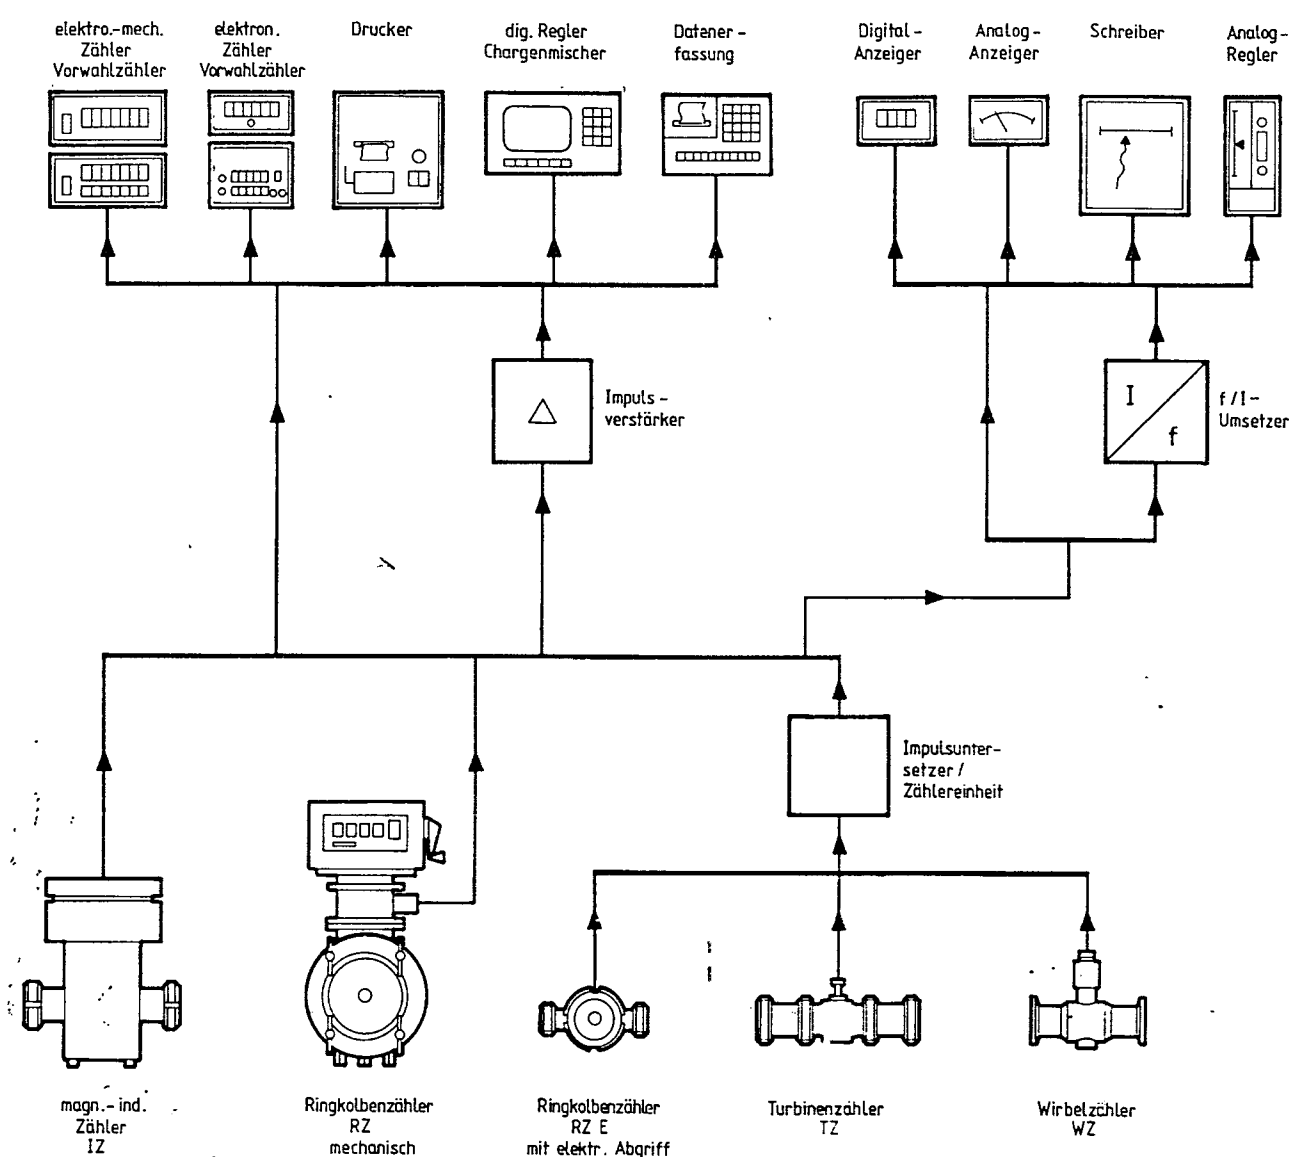 elektro.-mech.
Zähler
Vorwahlzähler
elektron.
Zähler
Vorwahlzähler
Drucker
dig. Regler
Chargenmischer
Datener-
fassung
Digital-
Anzeiger
Analog-
Anzeiger
Schreiber
Analog-
Regler
Impuls-
verstärker
I
f
f/I-
Umsetzer
Impulsunter-
setzer /
Zählereinheit
magn.-ind.
Zähler
IZ
Ringkolbenzähler
RZ
mechanisch
Ringkolbenzähler
RZ E
mit elektr. Abgriff
Turbinenzähler
TZ
Wirbelzähler
WZ